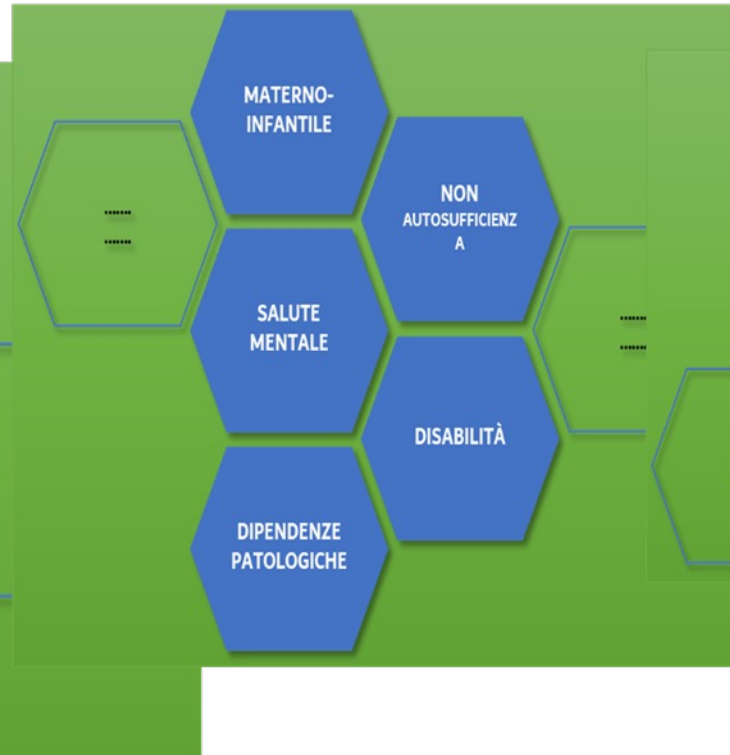 MATERNO-
INFANTILE
.......
.......
NON
AUTOSUFFICIENZ
A
SALUTE
MENTALE
.......
.......
DISABILITÀ
DIPENDENZE
PATOLOGICHE